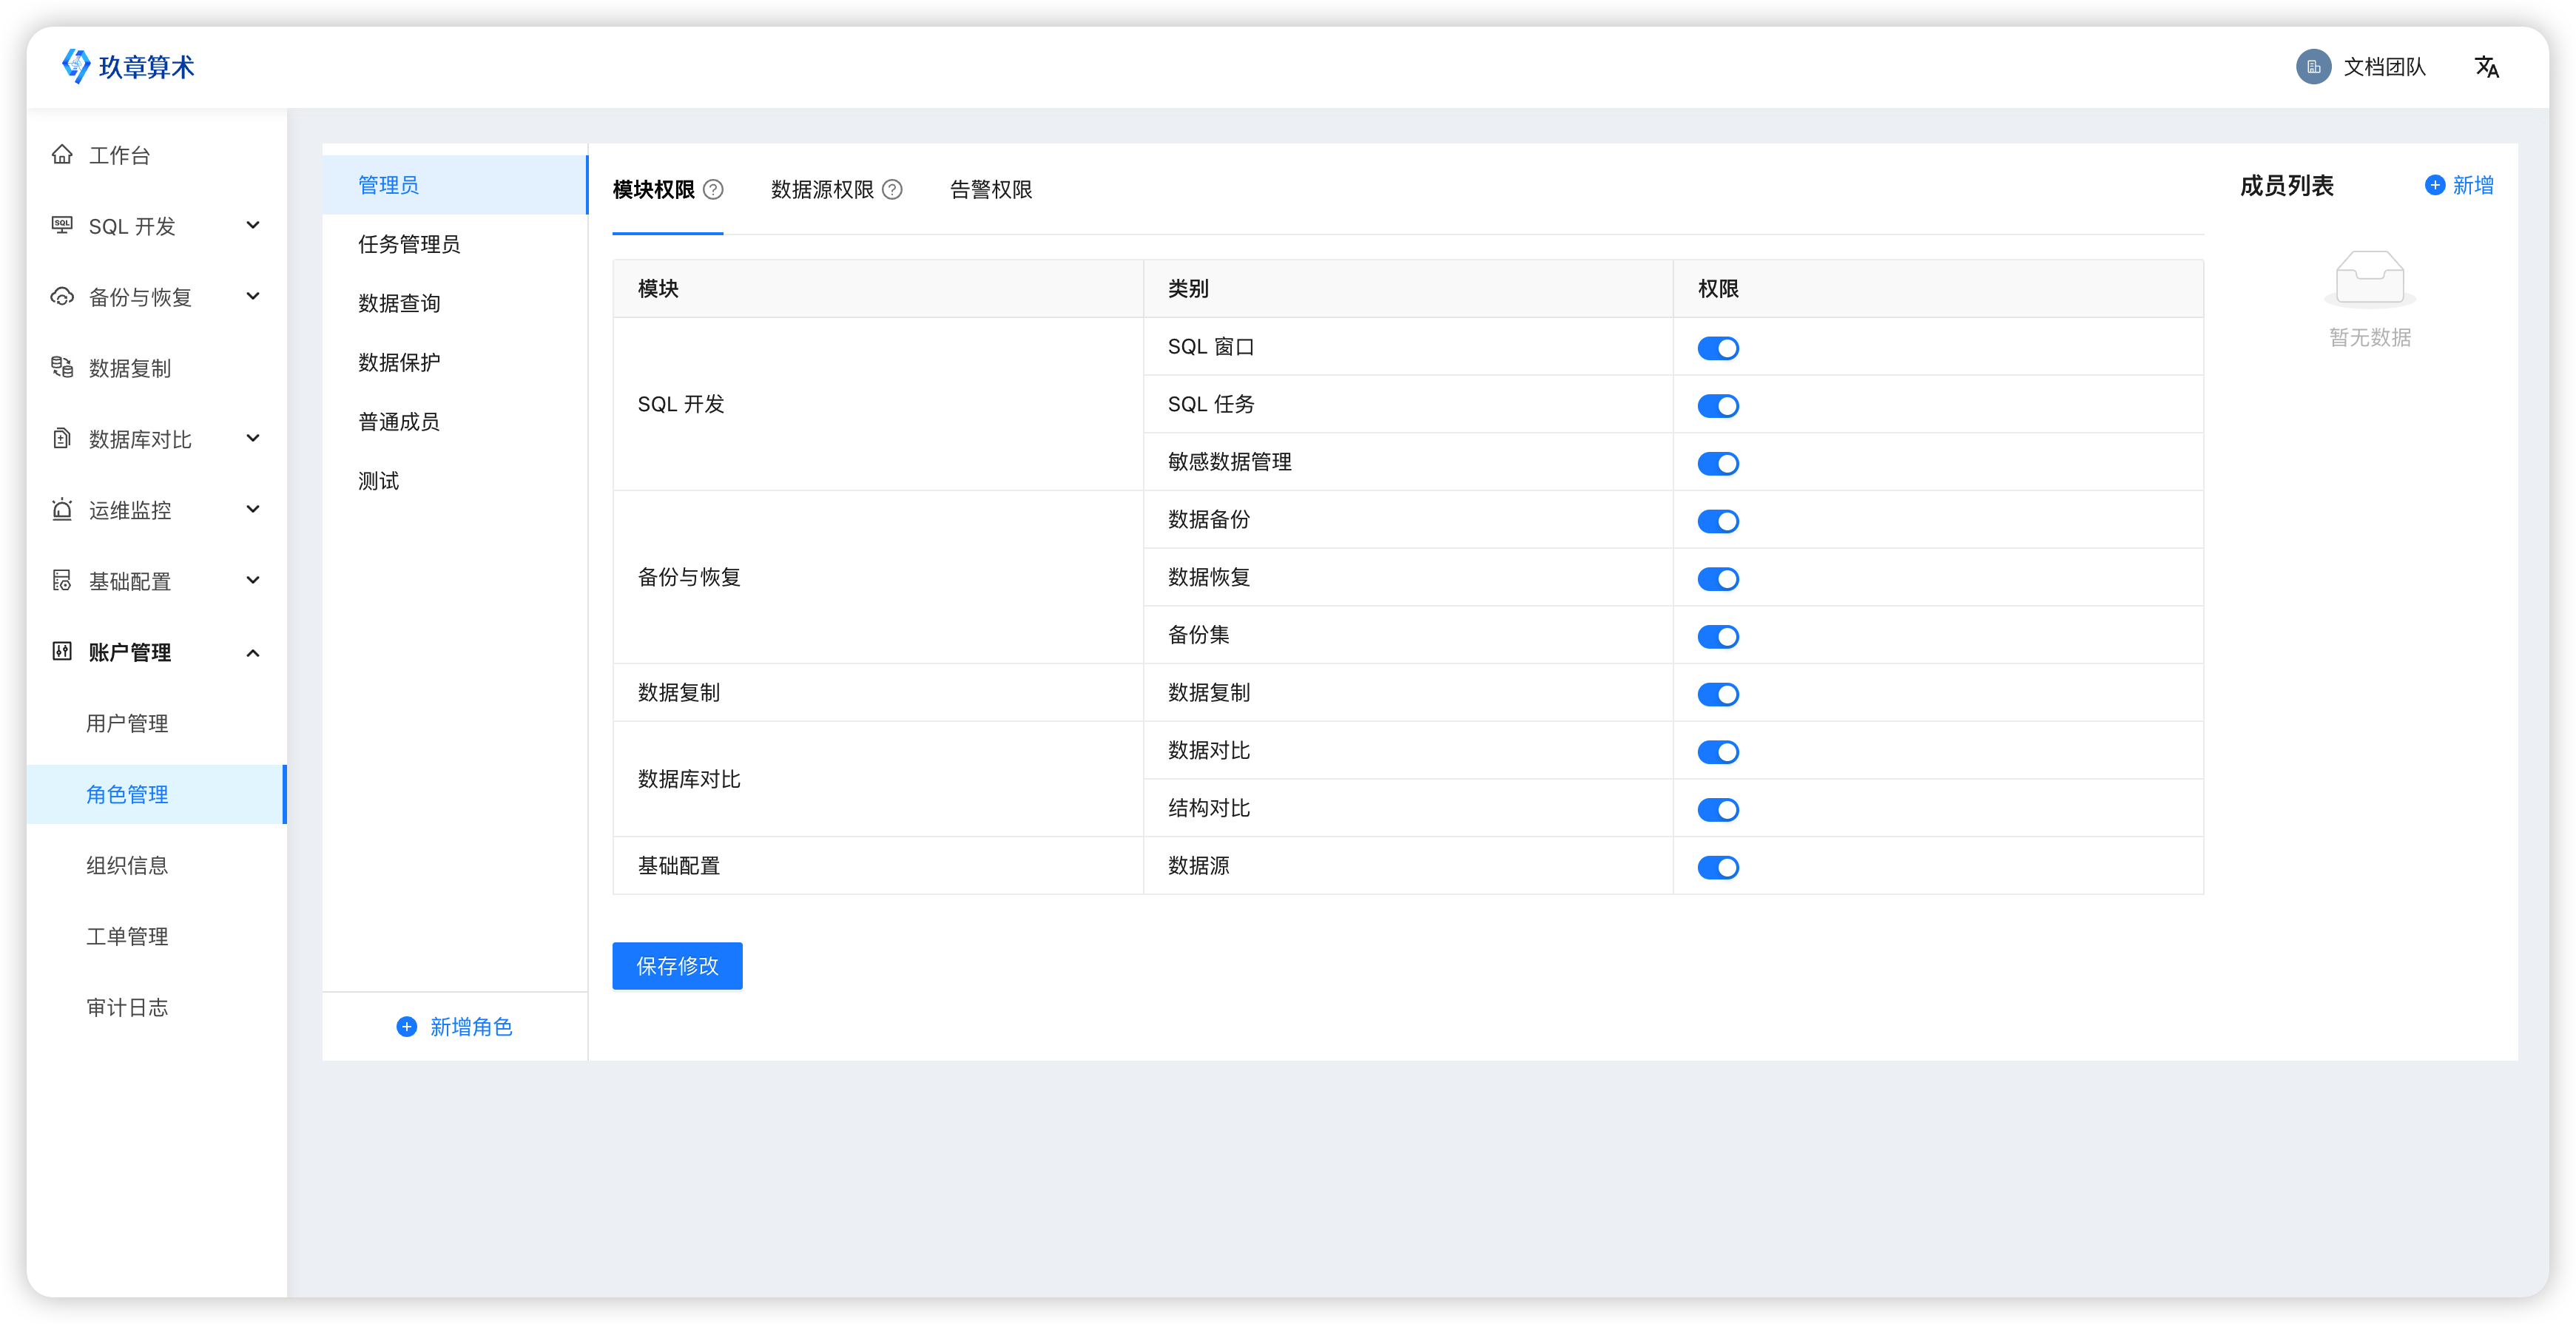 玖章算术
文档团队
工作台
SQL 开发
备份与恢复
数据复制
数据库对比
运维监控
基础配置
账户管理
用户管理
角色管理
组织信息
工单管理
审计日志
管理员
任务管理员
数据查询
数据保护
普通成员
测试
新增角色
模块权限 数据源权限 告警权限
模块 类别 权限
SQL 开发
SQL 窗口
SQL 任务
敏感数据管理
备份与恢复
数据备份
数据恢复
备份集
数据复制 数据复制
数据库对比
数据对比
结构对比
基础配置 数据源
保存修改
成员列表 新增
暂无数据